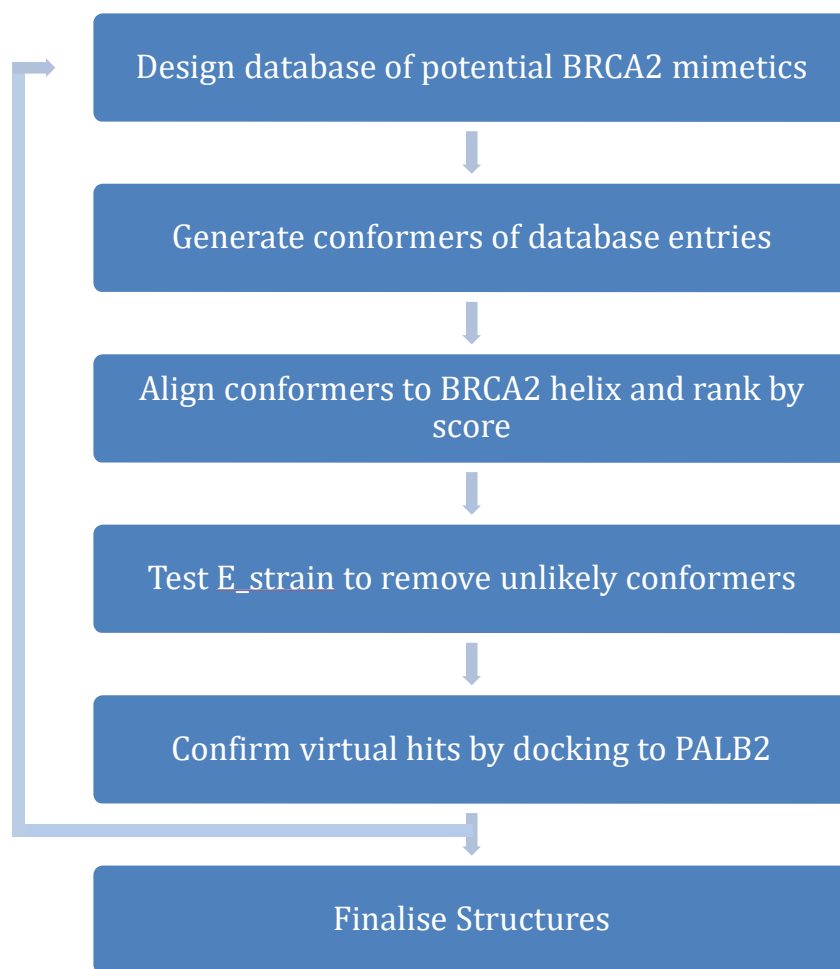 Design database of potential BRCA2 mimetics
Generate conformers of database entries
Align conformers to BRCA2 helix and rank by
score
Test E_strain to remove unlikely conformers
Confirm virtual hits by docking to PALB2
Finalise Structures